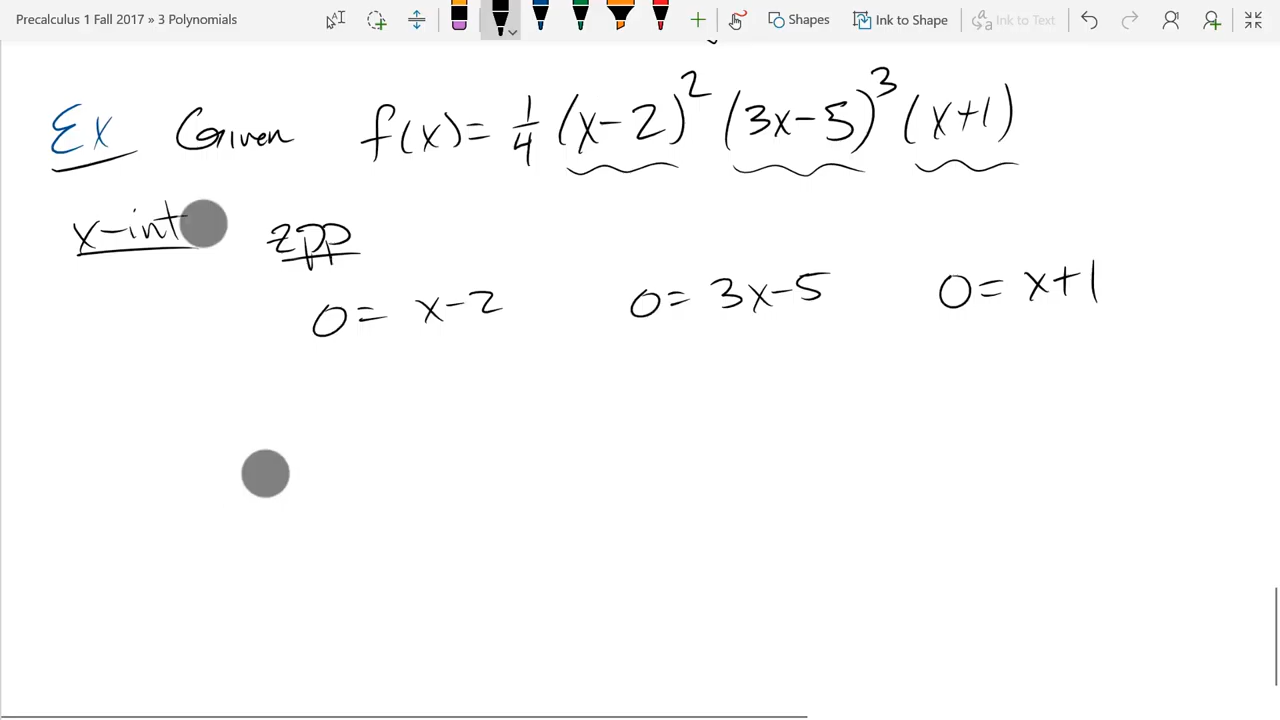 Precalculus 1 Fall 2017 » 3 Polynomials Shapes Ink to Shape Ink to Text
Ex Given f(x) = 1/4 (x-2)² (3x-5)³ (x+1)
x-int zpp
0 = x-2 0 = 3x-5 0 = x+1